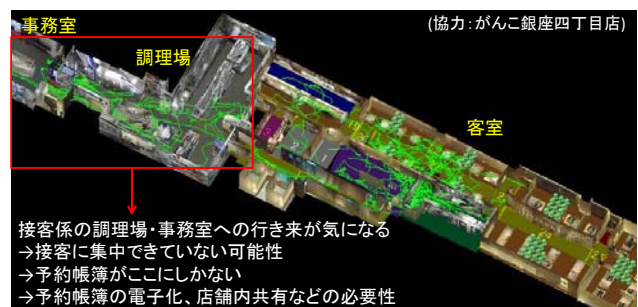 事務室
(協力:がんこ銀座四丁目店)
調理場
客室
接客係の調理場・事務室への行き来が気になる
→接客に集中できていない可能性
→予約帳簿がここにしかない
→予約帳簿の電子化、店舗内共有などの必要性